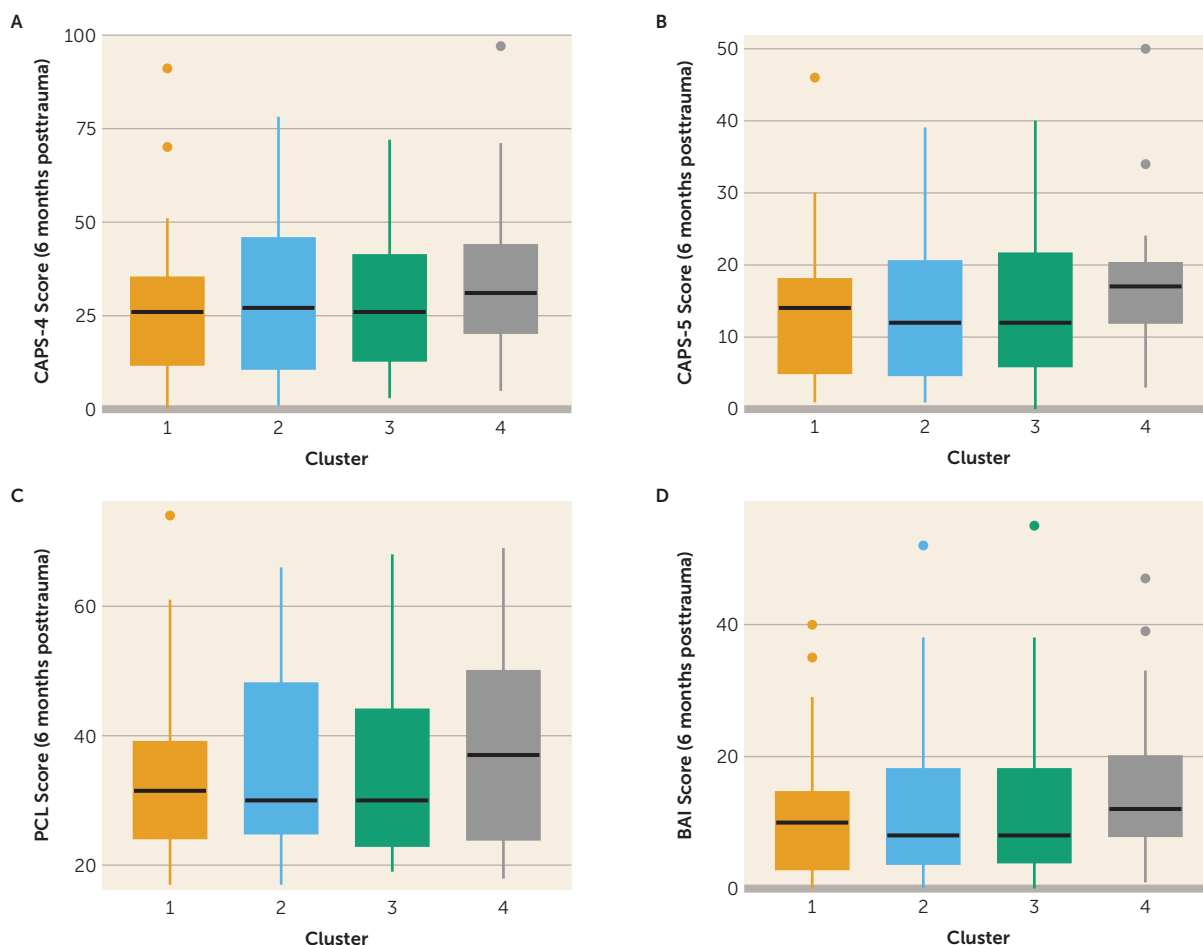 A
CAPS-4 Score (6 months posttrauma)
100
75
50
25
0
1 2 3 4
Cluster
B
CAPS-5 Score (6 months posttrauma)
50
40
30
20
10
0
1 2 3 4
Cluster
C
PCL Score (6 months posttrauma)
60
40
20
1 2 3 4
Cluster
D
BAI Score (6 months posttrauma)
40
20
0
1 2 3 4
Cluster